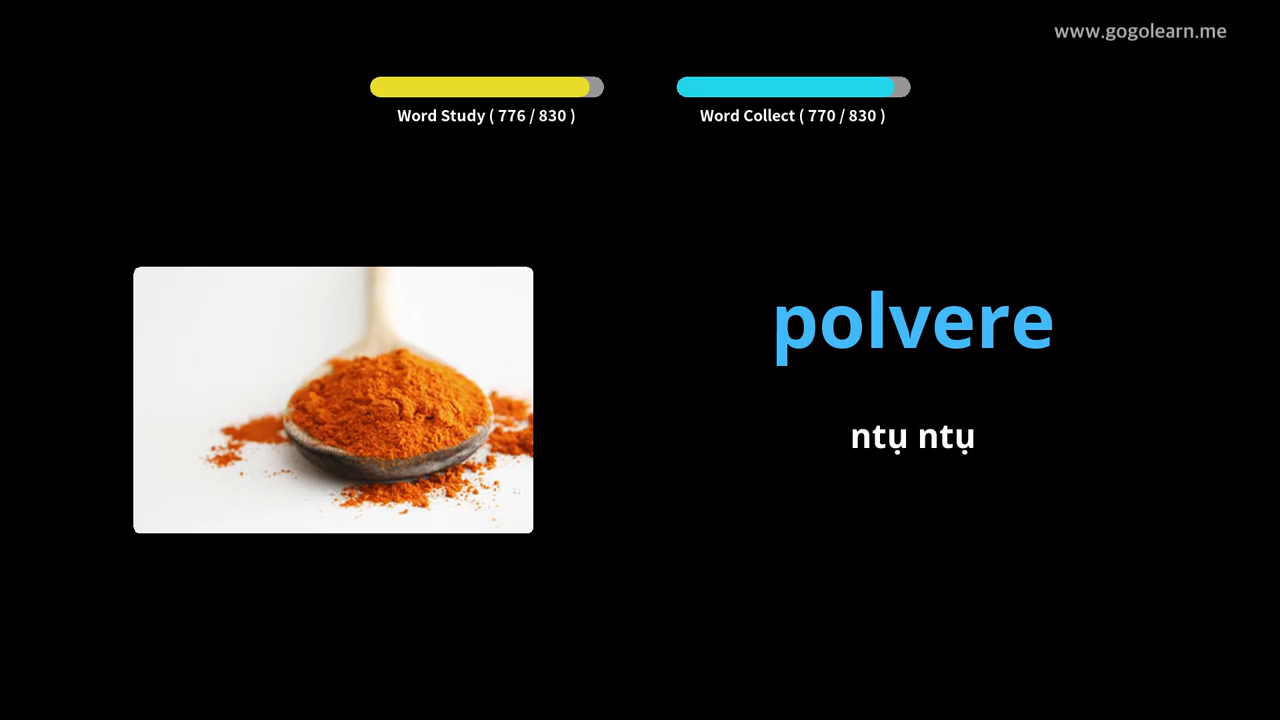 www.gogolearn.me
Word Study ( 776 / 830 )
Word Collect ( 770 / 830 )
polvere
ntụ ntụ